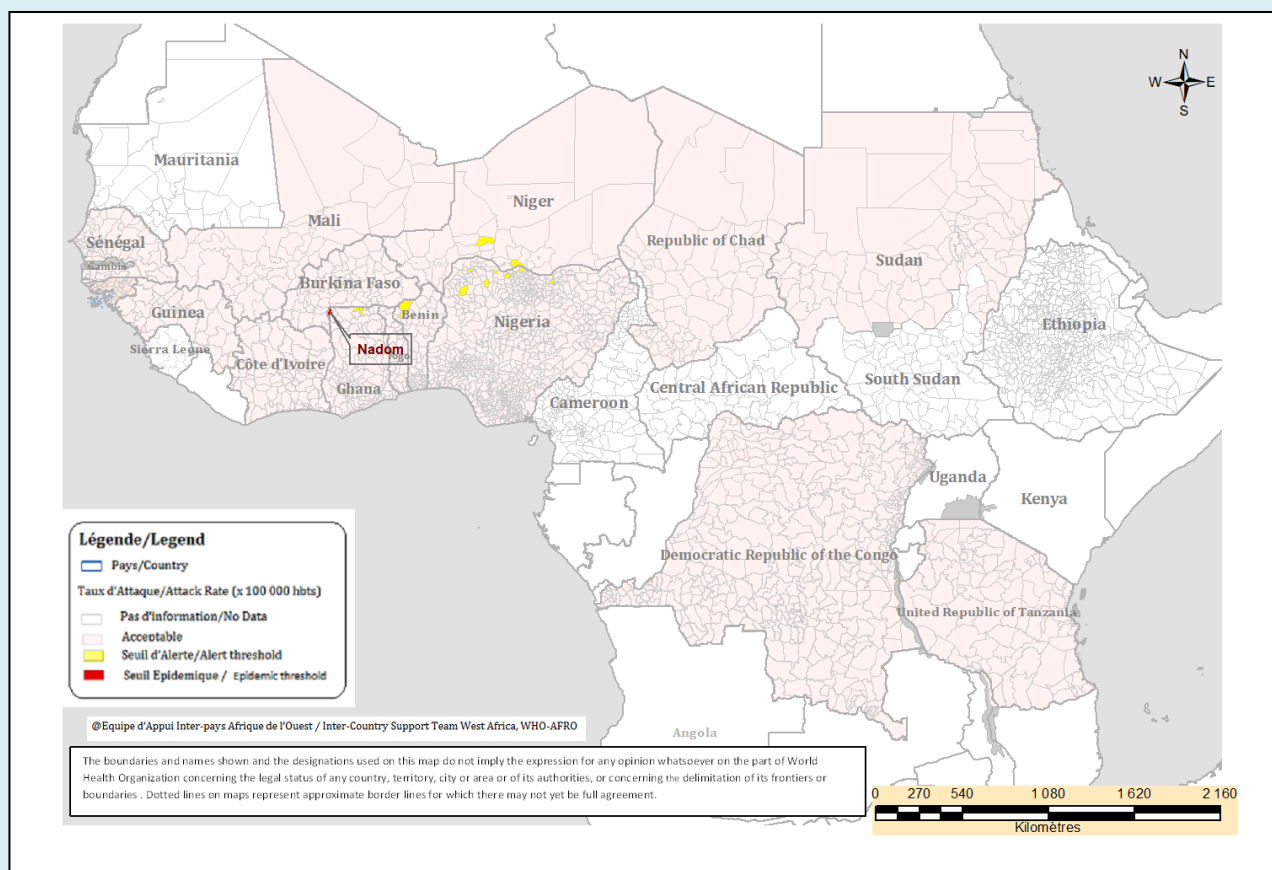 N
W E
S
Mauritania
Mali
Niger
Republic of Chad
Sudan
Sénégal
Gambia
Burkina Faso
Guinea
Benin
Nigeria
Ethiopia
Nadom
Togo
Sierra Leone
Côte d'Ivoire
Ghana
Cameroon
Central African Republic
South Sudan
Uganda
Kenya
Democratic Republic of the Congo
United Republic of Tanzania
Angola
Légende/Legend
Pays/Country
Taux d'Attaque/Attack Rate (x 100 000 hbts)
Pas d'information/No Data
Acceptable
Seuil d'Alerte/Alert threshold
Seuil Epidemique / Epidemic threshold
@Equipe d'Appui Inter-pays Afrique de l'Ouest / Inter-Country Support Team West Africa, WHO-AFRO
The boundaries and names shown and the designations used on this map do not imply the expression for any opinion whatsoever on the part of World
Health Organization concerning the legal status of any country, territory, city or area or of its authorities, or concerning the delimitation of its frontiers or
boundaries . Dotted lines on maps represent approximate border lines for which there may not yet be full agreement.
0 270 540 1 080 1 620 2 160
Kilomètres